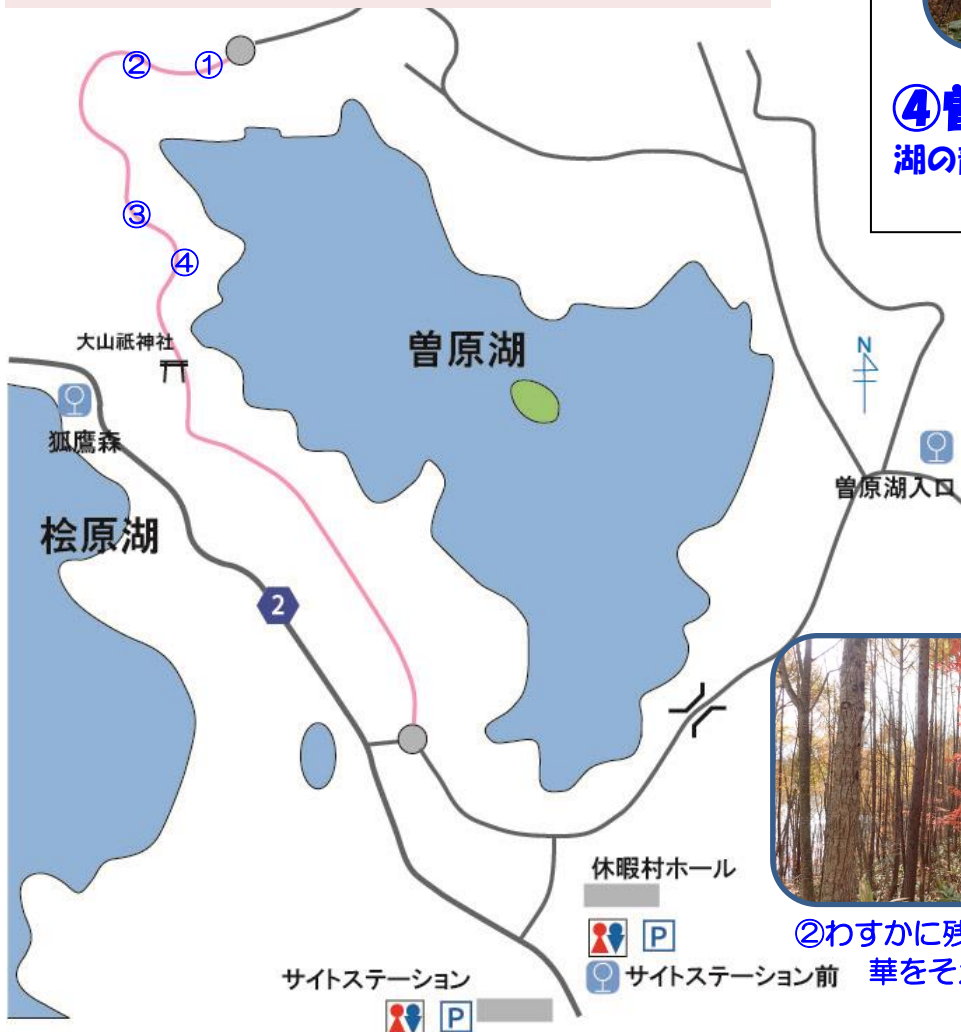 ④
湖の
②
①
③
④
大山祇神社
曽原湖
N
狐鷹森
曽原湖入口
桧原湖
2
休暇村ホール
P
サイトステーション前
サイトステーション
P
②わすかに残
華をそ